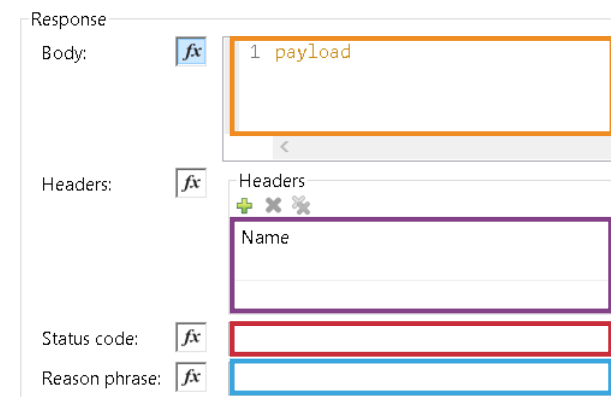 Response
Body: fx 1 payload
<
Headers: fx Headers
Name
Status code: fx
Reason phrase: fx